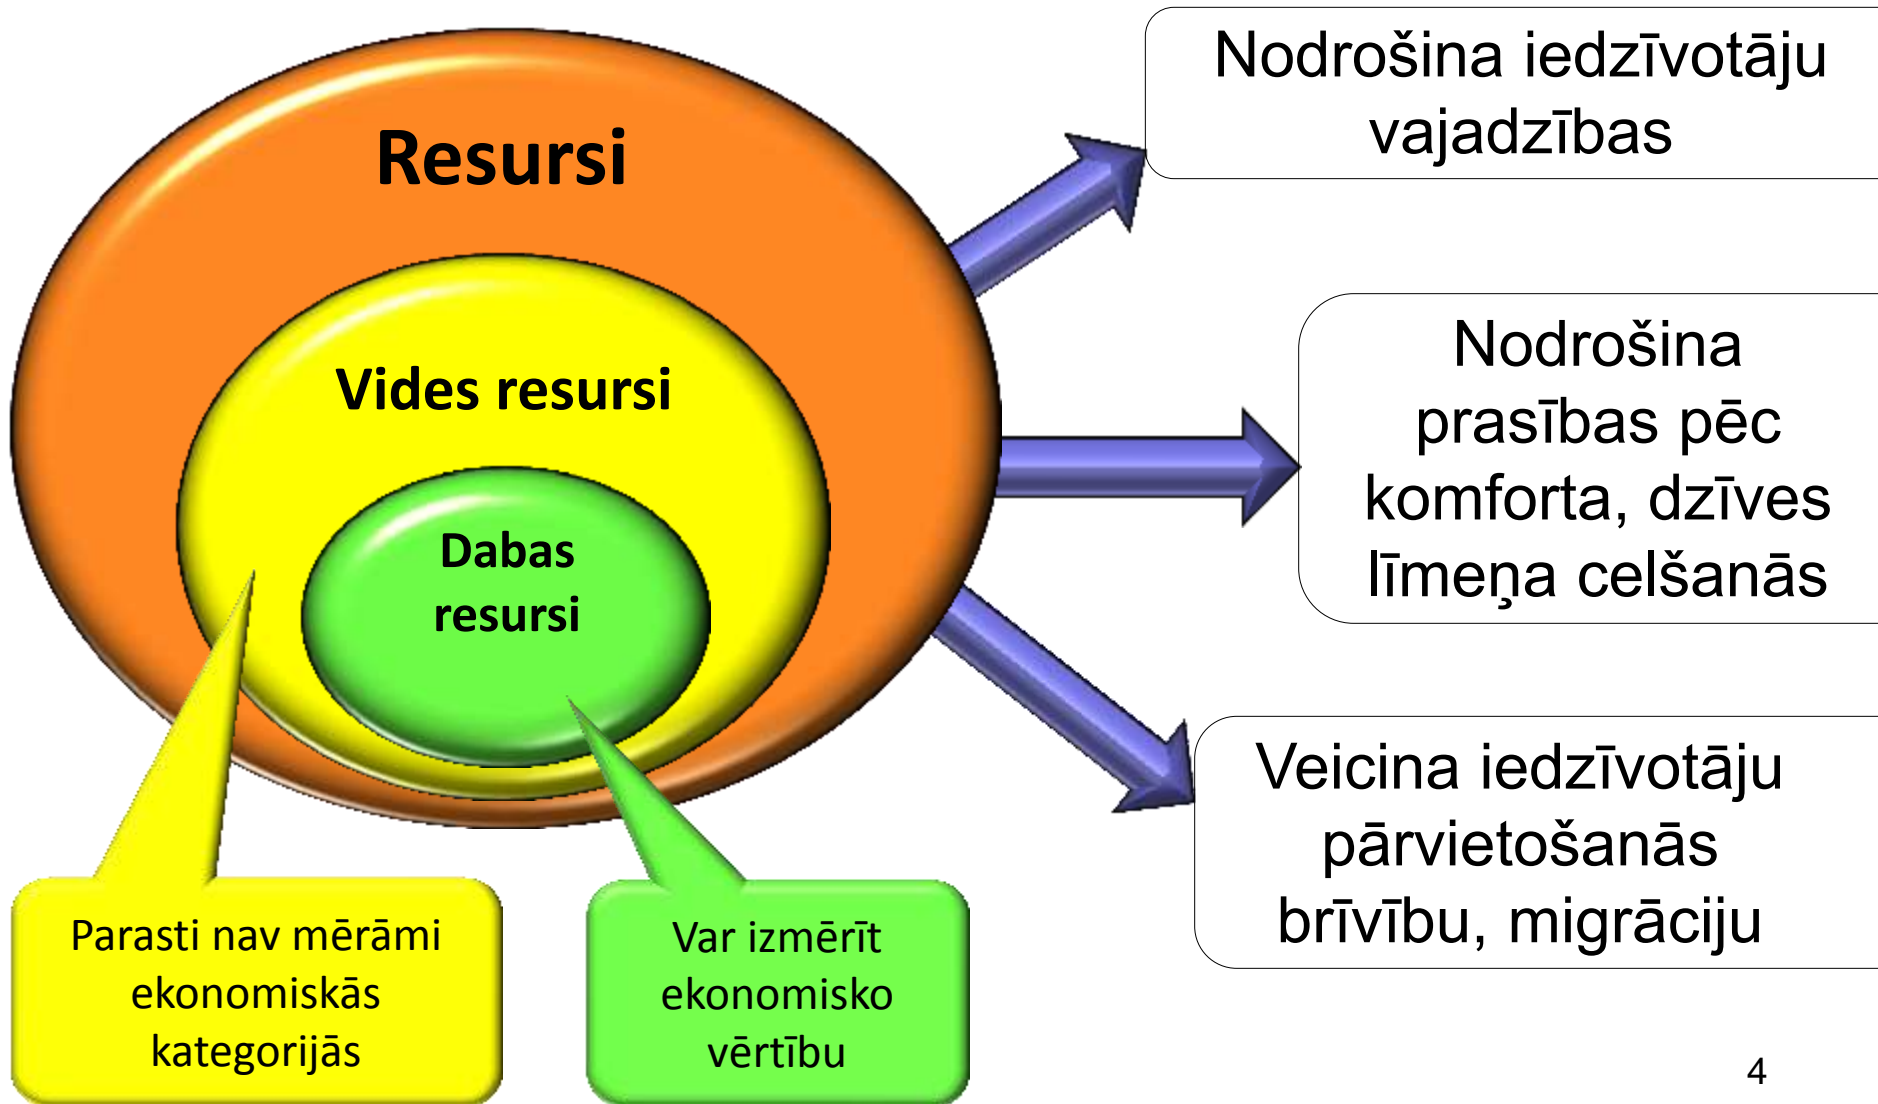 Resursi
Vides resursi
Dabas
resursi
Parasti nav mērāmi
ekonomiskās
kategorijās
Var izmērīt
ekonomisko
vērtību
Nodrošina iedzīvotāju
vajadzības
Nodrošina
prasības pēc
komforta, dzīves
līmeņa celšanās
Veicina iedzīvotāju
pārvietošanās
brīvību, migrāciju
4